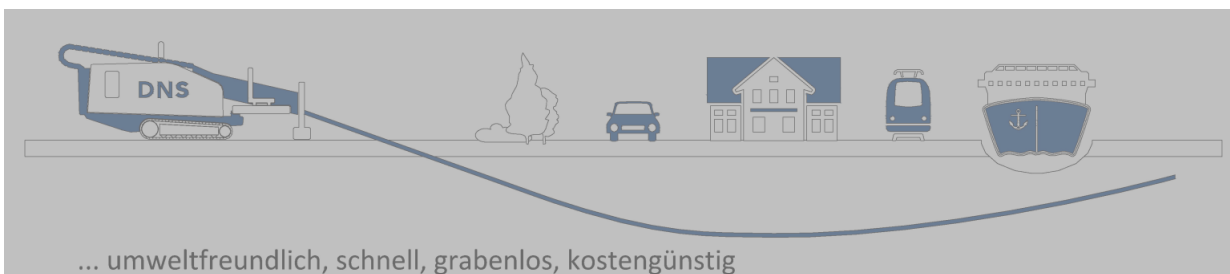 DNS
... umweltfreundlich, schnell, grabenlos, kostengünstig